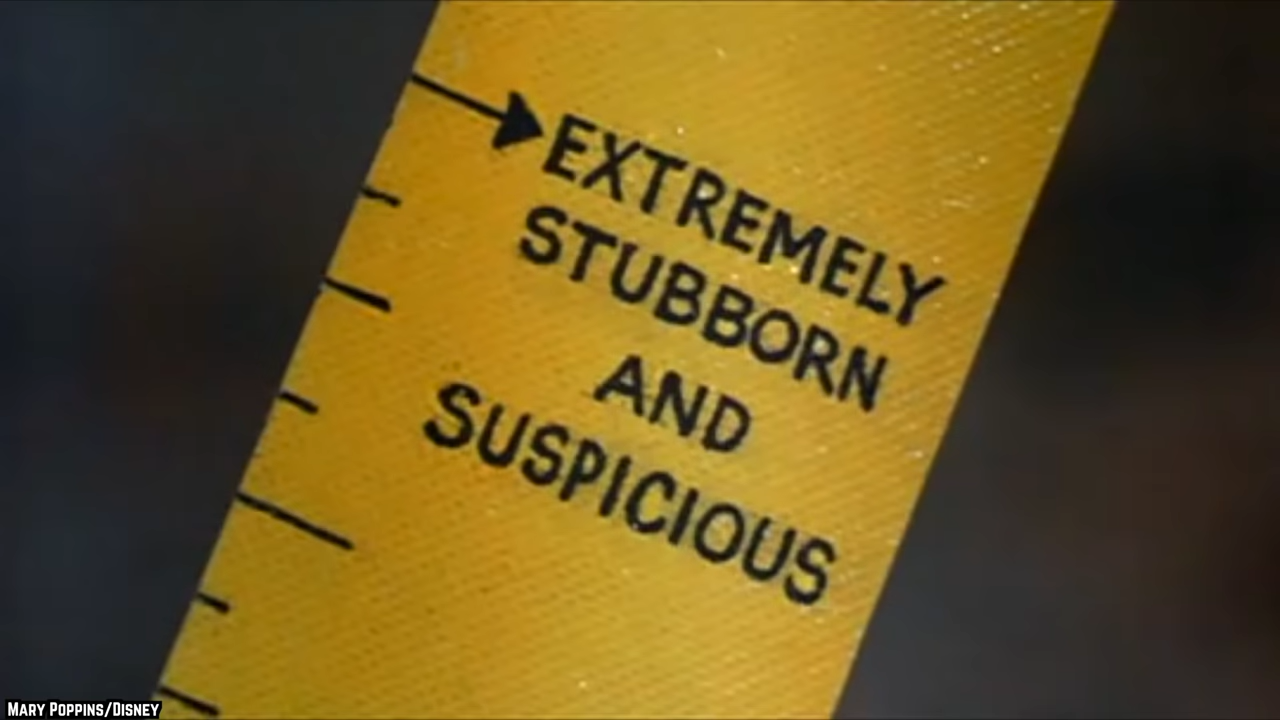 EXTREMELY
STUBBORN
AND
SUSPICIOUS
MARY POPPINS/DISNEY